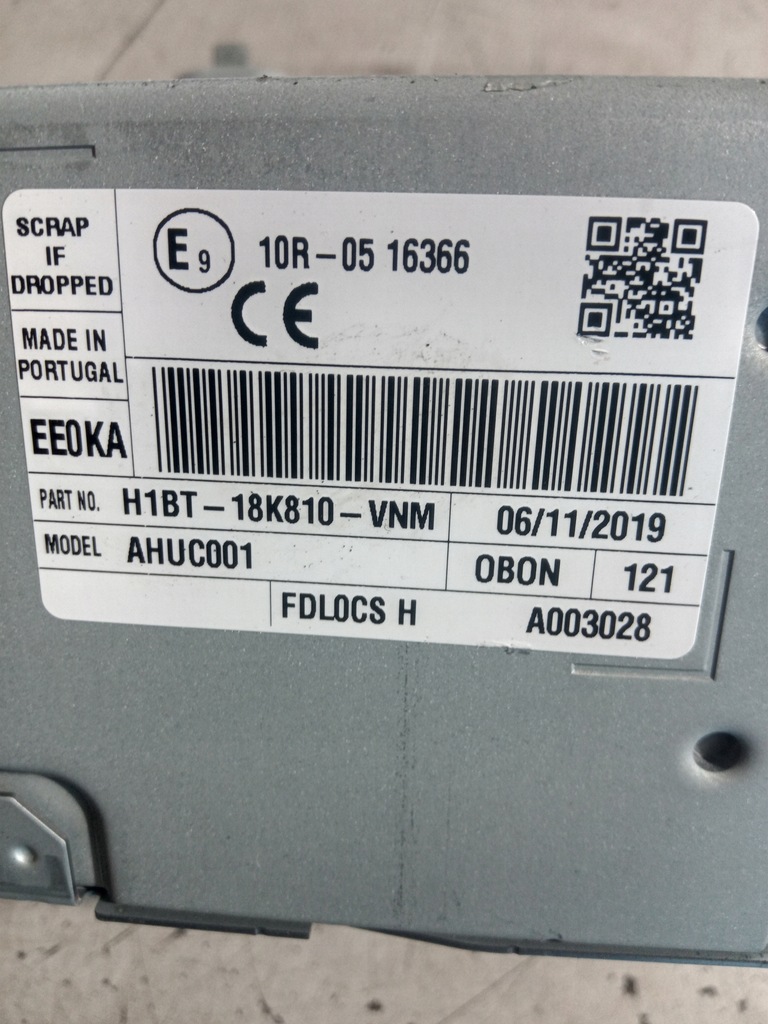 SCRAP
IF
DROPPED
E9 10R-05 16366
CE
MADE IN
PORTUGAL
EE0KA
PART NO. H1BT-18K810-VNM 06/11/2019
MODEL AHUC001 OBON 121
FDL0CS H A003028